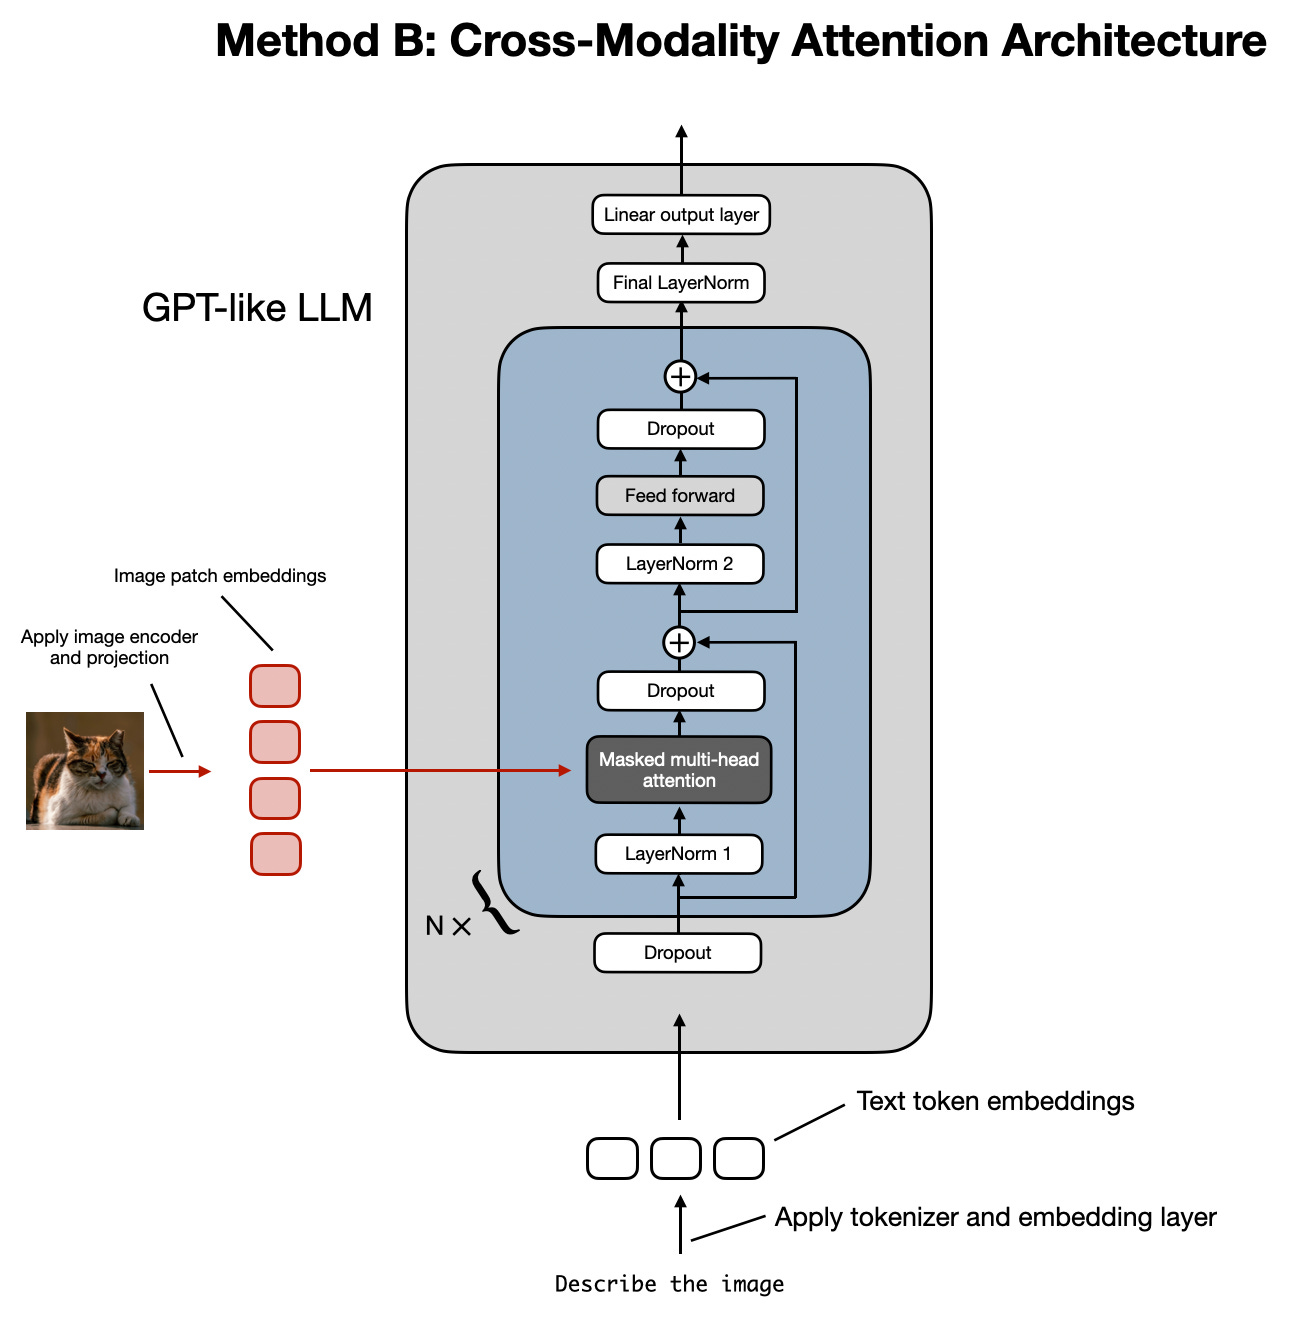 Method B: Cross-Modality Attention Architecture
Linear output layer
Final LayerNorm
GPT-like LLM
Dropout
Feed forward
LayerNorm 2
Image patch embeddings
Apply image encoder
and projection
Dropout
Masked multi-head
attention
LayerNorm 1
N ×
Dropout
Text token embeddings
Apply tokenizer and embedding layer
Describe the image